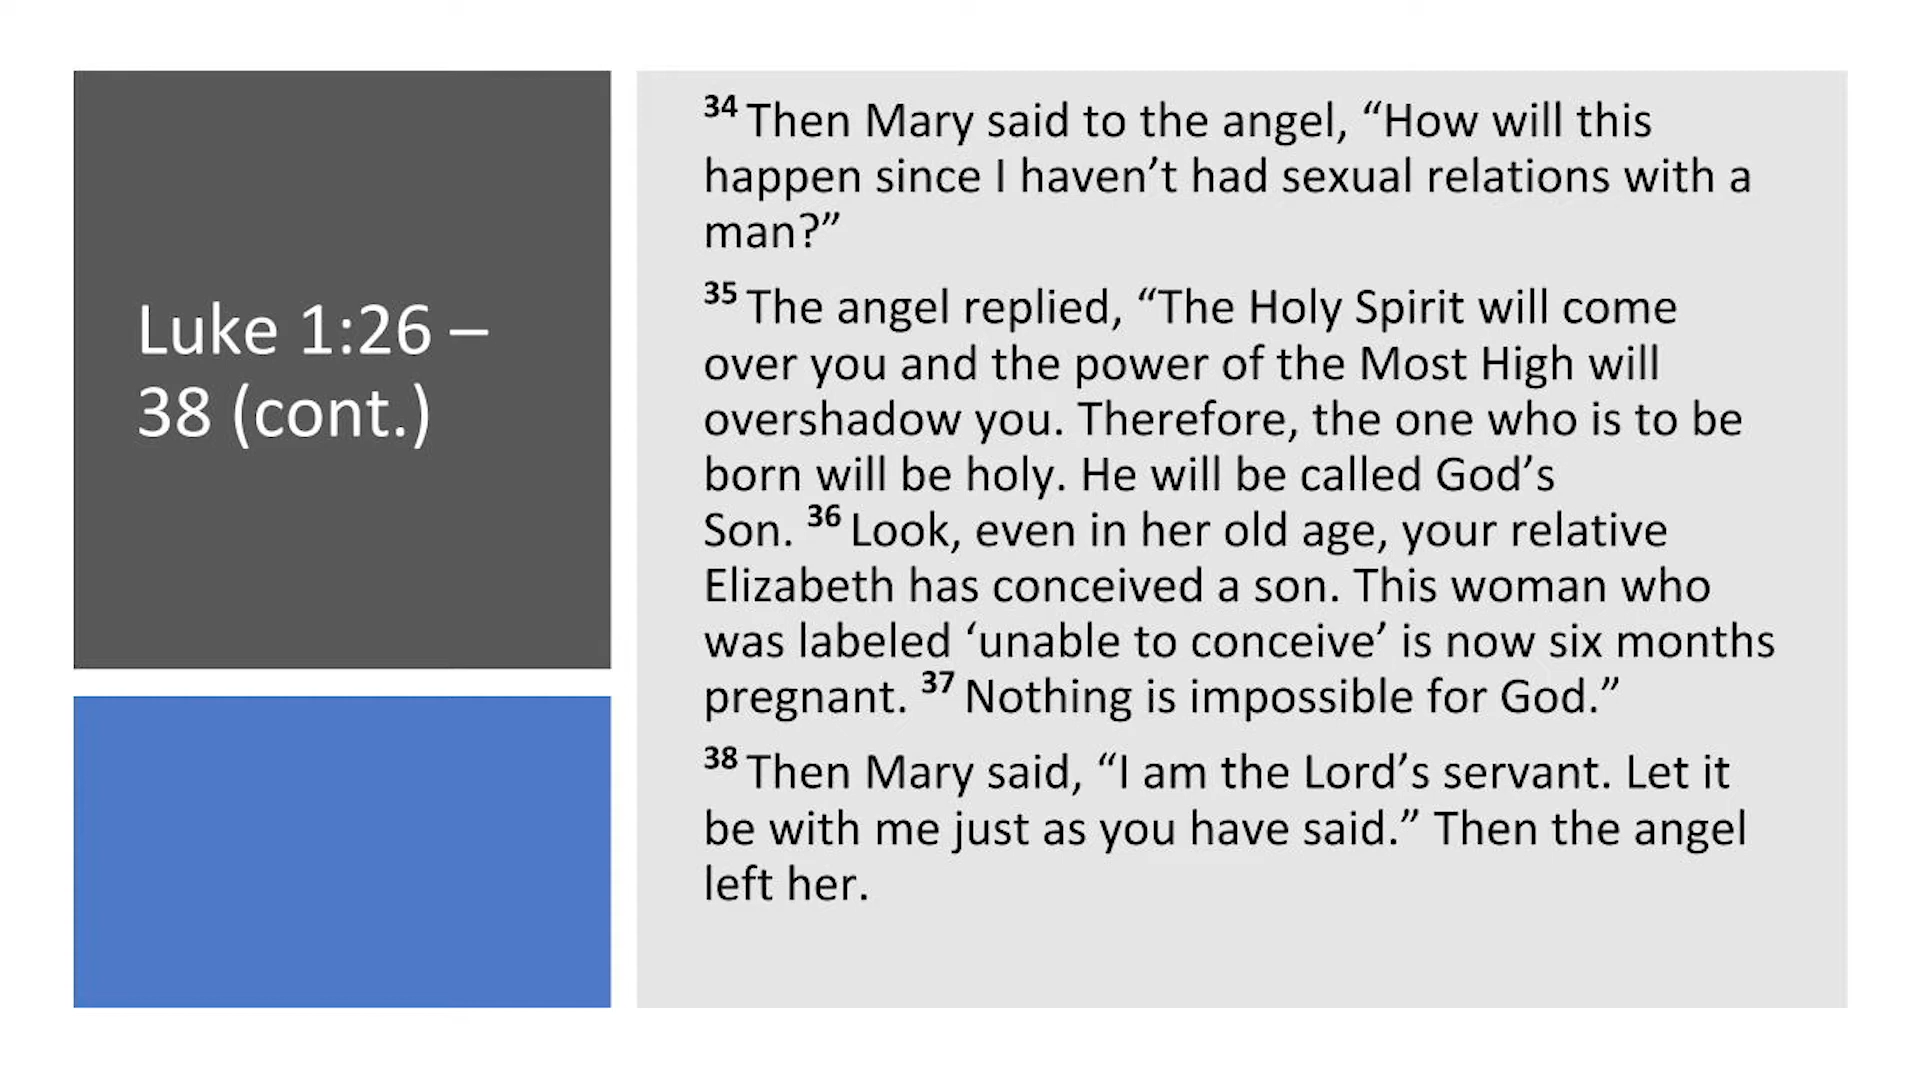 Luke 1:26 –
38 (cont.)
34 Then Mary said to the angel, “How will this
happen since I haven’t had sexual relations with a
man?”
35 The angel replied, “The Holy Spirit will come
over you and the power of the Most High will
overshadow you. Therefore, the one who is to be
born will be holy. He will be called God’s
Son. 36 Look, even in her old age, your relative
Elizabeth has conceived a son. This woman who
was labeled ‘unable to conceive’ is now six months
pregnant. 37 Nothing is impossible for God.”
38 Then Mary said, “I am the Lord’s servant. Let it
be with me just as you have said.” Then the angel
left her.